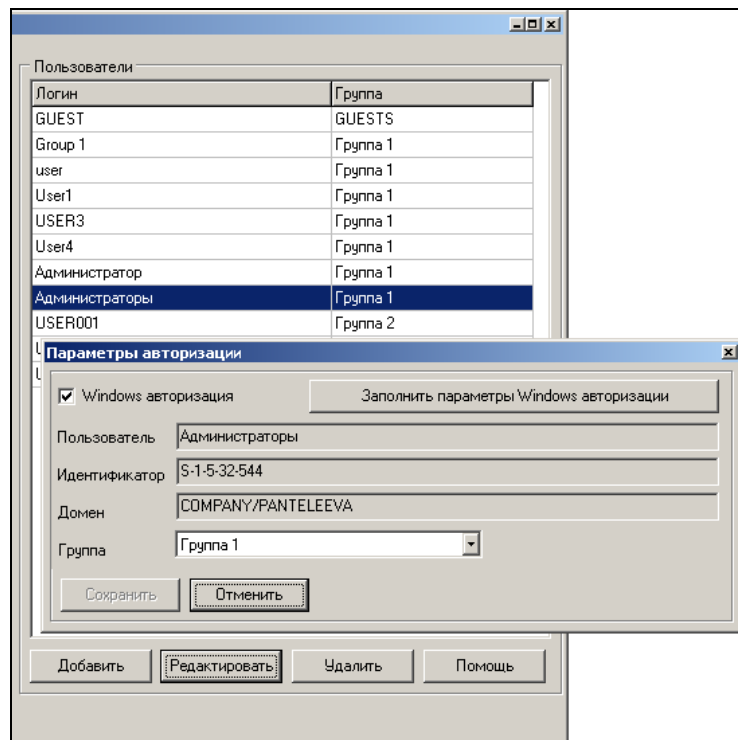 Пользователи
Логин Группа
GUEST GUESTS
Group 1 Группа 1
user Группа 1
User1 Группа 1
USER3 Группа 1
User4 Группа 1
Администратор Группа 1
Администраторы Группа 1
USER001 Группа 2
Параметры авторизации
Windows авторизация Заполнить параметры Windows авторизации
Пользователь Администраторы
Идентификатор S-1-5-32-544
Домен COMPANY/PANTELEEVA
Группа Группа 1
Сохранить Отменить
Добавить Редактировать Удалить Помощь